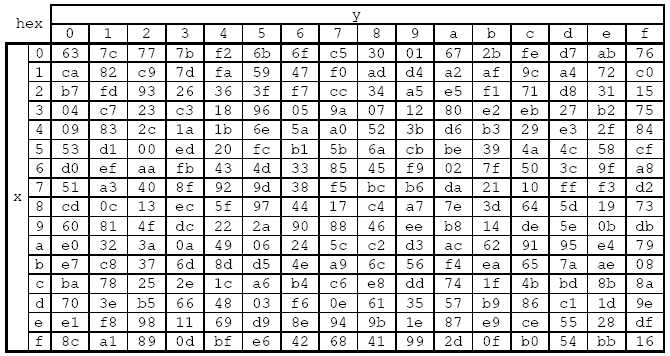 hex y
0 1 2 3 4 5 6 7 8 9 a b c d e f
x
0 63 7c 77 7b f2 6b 6f c5 30 01 67 2b fe d7 ab 76
1 ca 82 c9 7d fa 59 47 f0 ad d4 a2 af 9c a4 72 c0
2 b7 fd 93 26 36 3f f7 cc 34 a5 e5 f1 71 d8 31 15
3 04 c7 23 c3 18 96 05 9a 07 12 80 e2 eb 27 b2 75
4 09 83 2c 1a 1b 6e 5a a0 52 3b d6 b3 29 e3 2f 84
5 53 d1 00 ed 20 fc b1 5b 6a cb be 39 4a 4c 58 cf
6 d0 ef aa fb 43 4d 33 85 45 f9 02 7f 50 3c 9f a8
7 51 a3 40 8f 92 9d 38 f5 bc b6 da 21 10 ff f3 d2
8 cd 0c 13 ec 5f 97 44 17 c4 a7 7e 3d 64 5d 19 73
9 60 81 4f dc 22 2a 90 88 46 ee b8 14 de 5e 0b db
a e0 32 3a 0a 49 06 24 5c c2 d3 ac 62 91 95 e4 79
b e7 c8 37 6d 8d d5 4e a9 6c 56 f4 ea 65 7a ae 08
c ba 78 25 2e 1c a6 b4 c6 e8 dd 74 1f 4b bd 8b 8a
d 70 3e b5 66 48 03 f6 0e 61 35 57 b9 86 c1 1d 9e
e e1 f8 98 11 69 d9 8e 94 9b 1e 87 e9 ce 55 28 df
f 8c a1 89 0d bf e6 42 68 41 99 2d 0f b0 54 bb 16